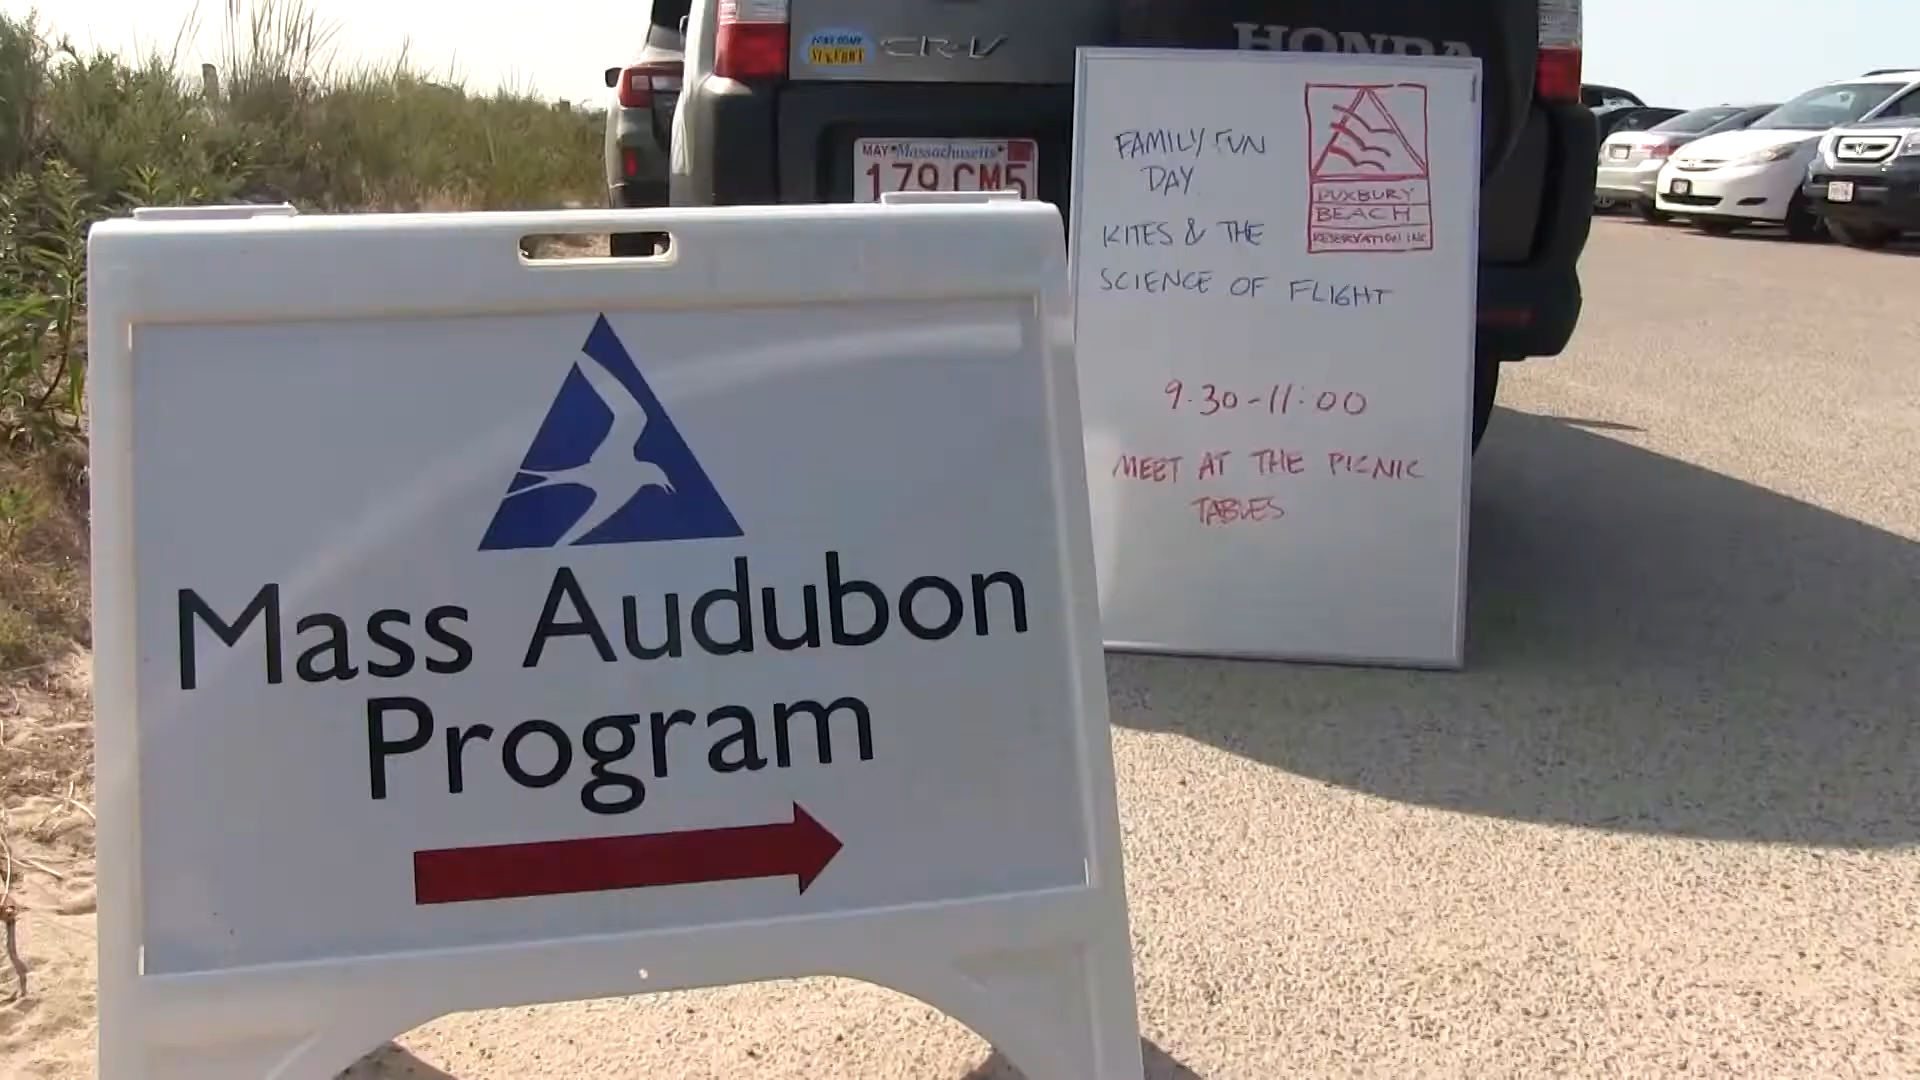 CR-V
HONDA
MAY Massachusetts
179 CM5
FAMILY FUN
DAY
KITES & THE
SCIENCE OF FLIGHT
DUXBURY
BEACH
RESERVATION INC
9:30-11:00
MEET AT THE PICNIC
TABLES
Mass Audubon
Program